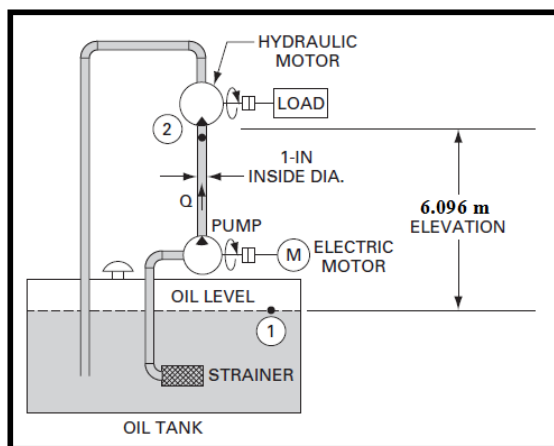 HYDRAULIC
MOTOR
LOAD
2
1-IN
INSIDE DIA.
6.096 m
ELEVATION
Q
PUMP
M
ELECTRIC
MOTOR
OIL LEVEL
1
STRAINER
OIL TANK